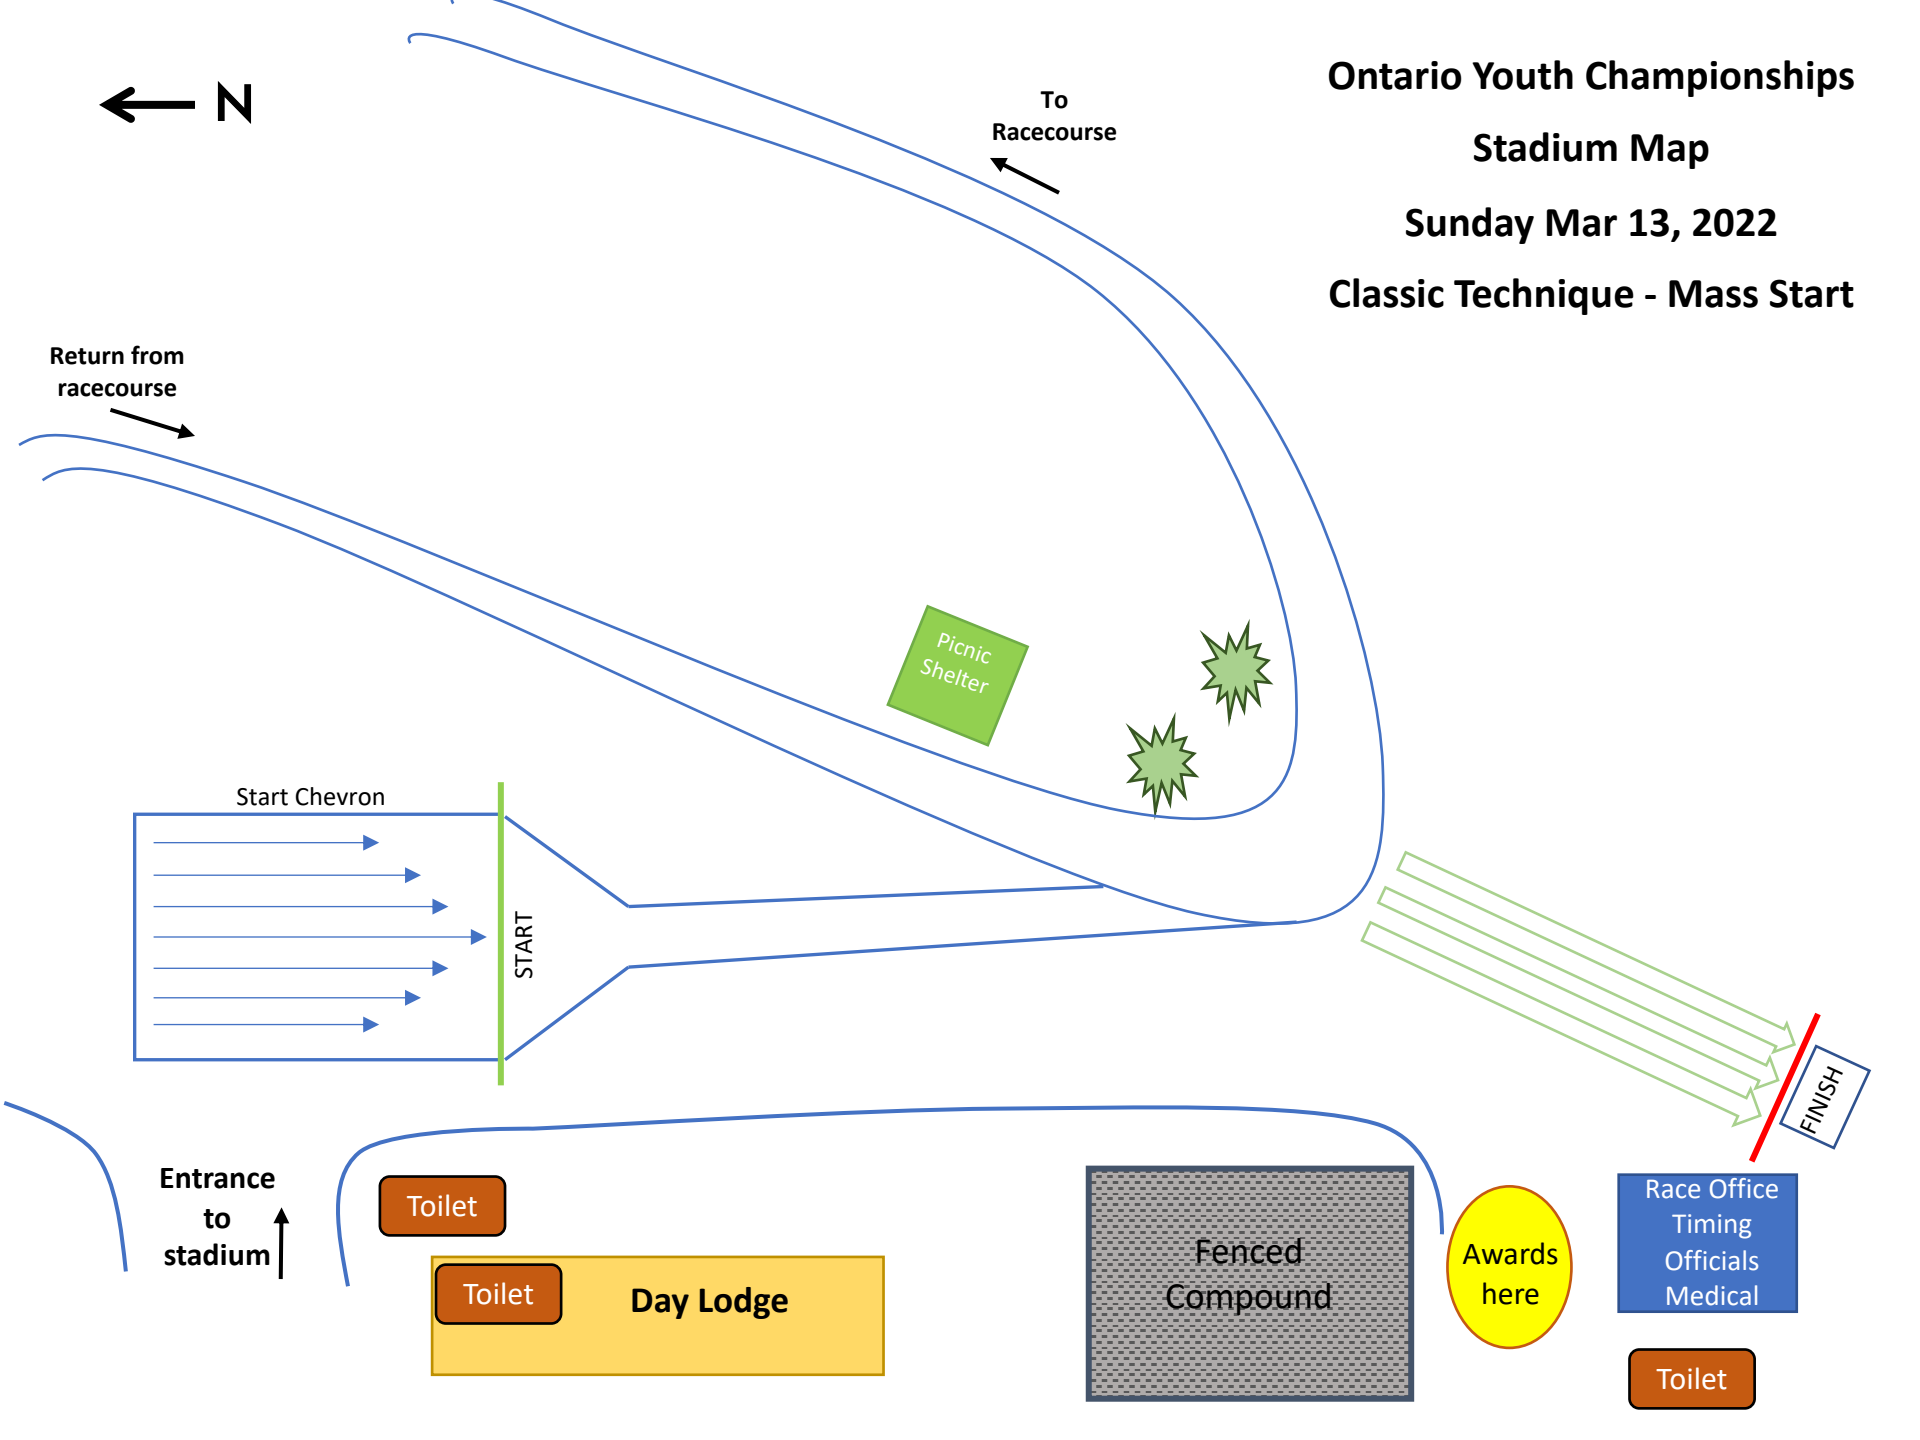 N
To
Racecourse
Ontario Youth Championships
Stadium Map
Sunday Mar 13, 2022
Classic Technique - Mass Start
Return from
racecourse
Picnic
Shelter
Start Chevron
START
FINISH
Entrance
to
stadium
Toilet
Toilet
Day Lodge
Fenced
Compound
Awards
here
Race Office
Timing
Officials
Medical
Toilet